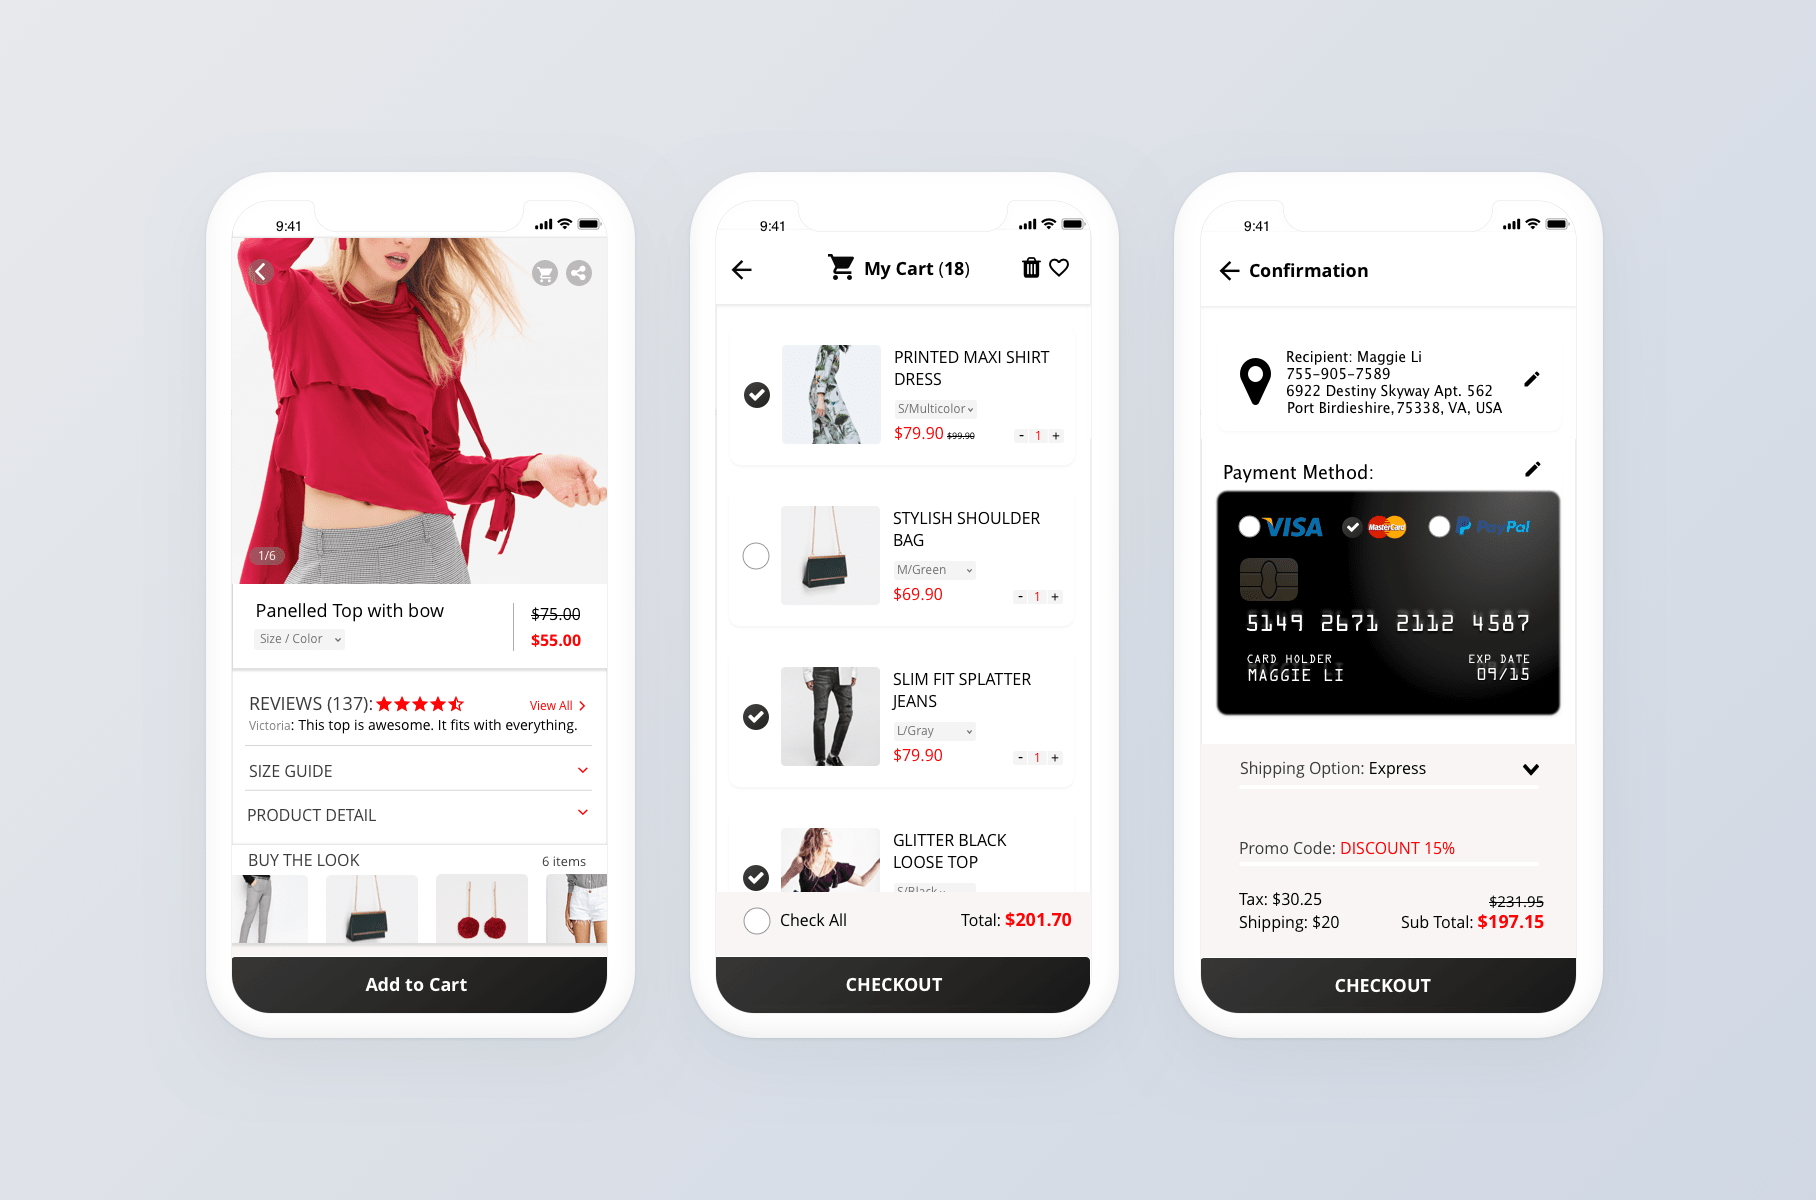 9:41
1/6
Panelled Top with bow
$75.00
Size / Color
$55.00
REVIEWS (137):
View All
Victoria: This top is awesome. It fits with everything.
SIZE GUIDE
PRODUCT DETAIL
BUY THE LOOK
6 items
Add to Cart
9:41
My Cart (18)
PRINTED MAXI SHIRT
DRESS
S/Multicolor
$79.90 $99.90
- 1 +
STYLISH SHOULDER
BAG
M/Green
$69.90
- 1 +
SLIM FIT SPLATTER
JEANS
L/Gray
$79.90
- 1 +
GLITTER BLACK
LOOSE TOP
S/Black
Check All
Total: $201.70
CHECKOUT
9:41
Confirmation
Recipient: Maggie Li
755-905-7589
6922 Destiny Skyway Apt. 562
Port Birdieshire,75338, VA, USA
Payment Method:
VISA
MasterCard
PayPal
5149 2671 2112 4587
CARD HOLDER
MAGGIE LI
EXP DATE
09/15
Shipping Option: Express
Promo Code: DISCOUNT 15%
Tax: $30.25
$231.95
Shipping: $20
Sub Total: $197.15
CHECKOUT